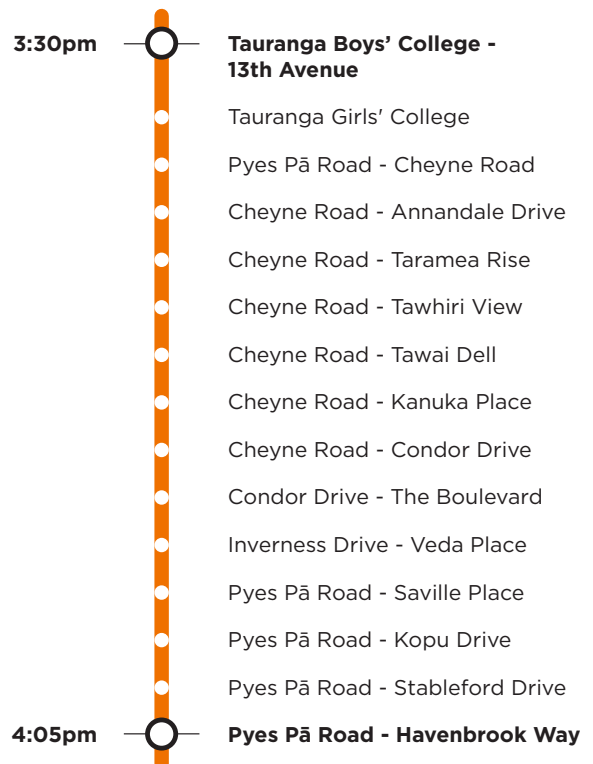 3:30pm Tauranga Boys’ College -
13th Avenue
Tauranga Girls' College
Pyes Pā Road - Cheyne Road
Cheyne Road - Annandale Drive
Cheyne Road - Taramea Rise
Cheyne Road - Tawhiri View
Cheyne Road - Tawai Dell
Cheyne Road - Kanuka Place
Cheyne Road - Condor Drive
Condor Drive - The Boulevard
Inverness Drive - Veda Place
Pyes Pā Road - Saville Place
Pyes Pā Road - Kopu Drive
Pyes Pā Road - Stableford Drive
4:05pm Pyes Pā Road - Havenbrook Way